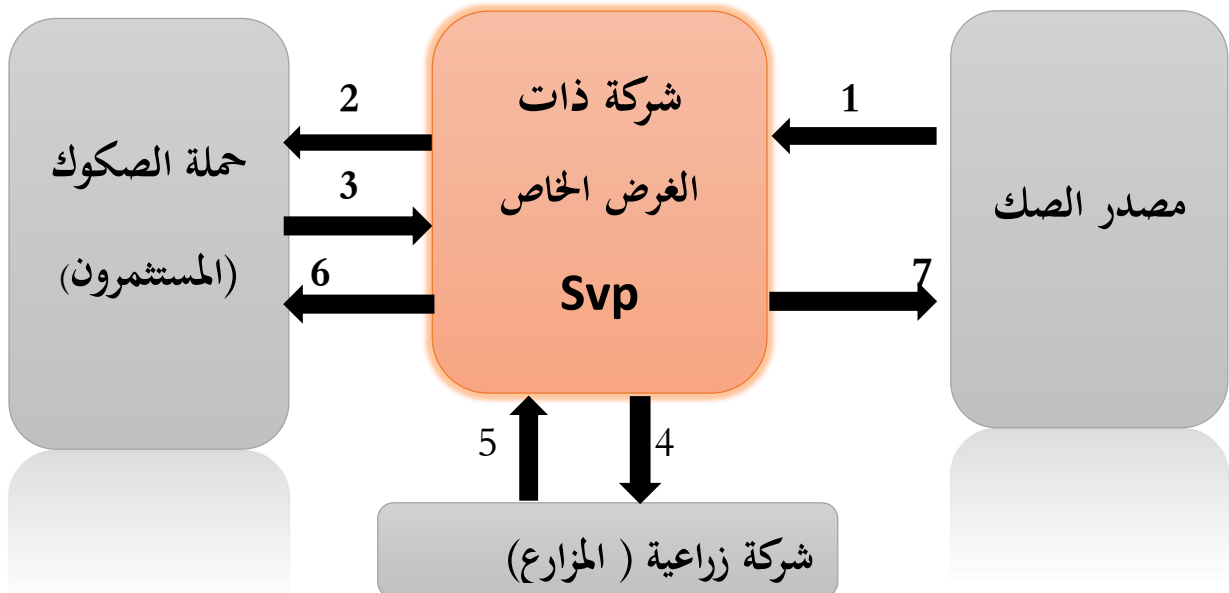 مصدر الصك
1
7
شركة ذات
الغرض الخاص
Svp
2
3
6
حملة الصكوك
(المستثمرون)
5
4
شركة زراعية ( المزارع)